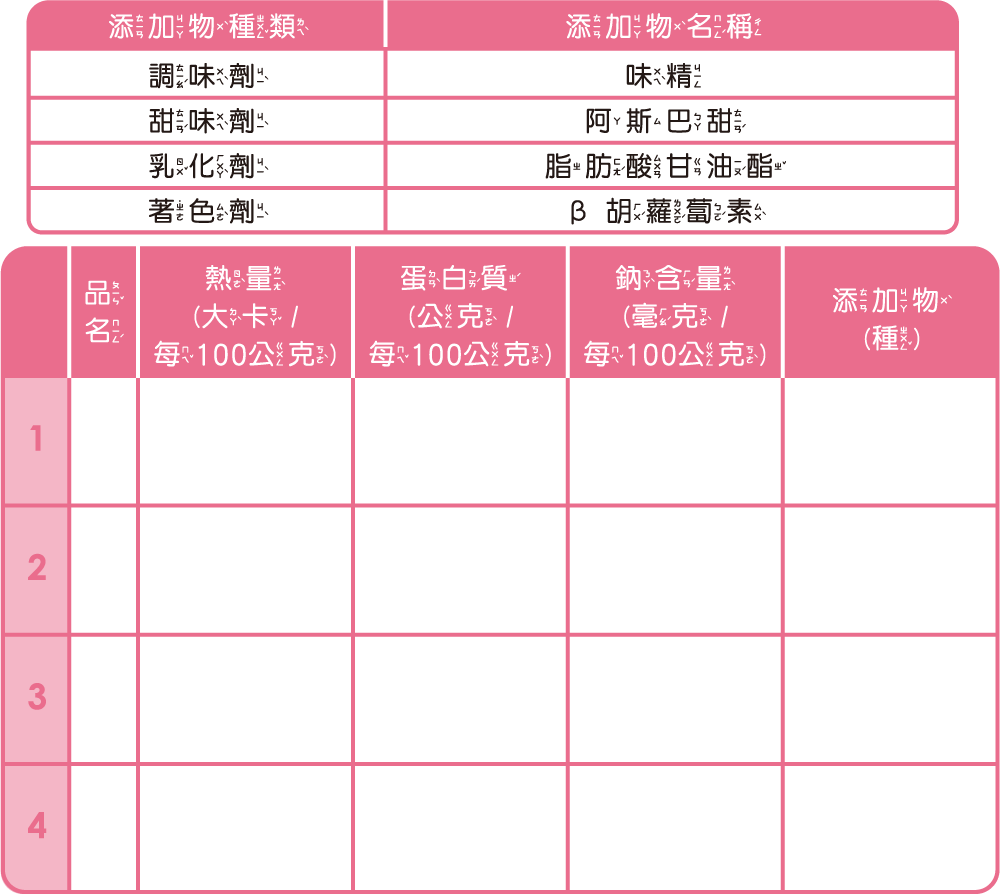 添加物種類 添加物名稱
調味劑 味精
甜味劑 阿斯巴甜
乳化劑 脂肪酸甘油酯
著色劑 β 胡蘿蔔素
品名
熱量
(大卡 /
每100公克)
蛋白質
(公克 /
每100公克)
鈉含量
(毫克 /
每100公克)
添加物
(種)
1
2
3
4